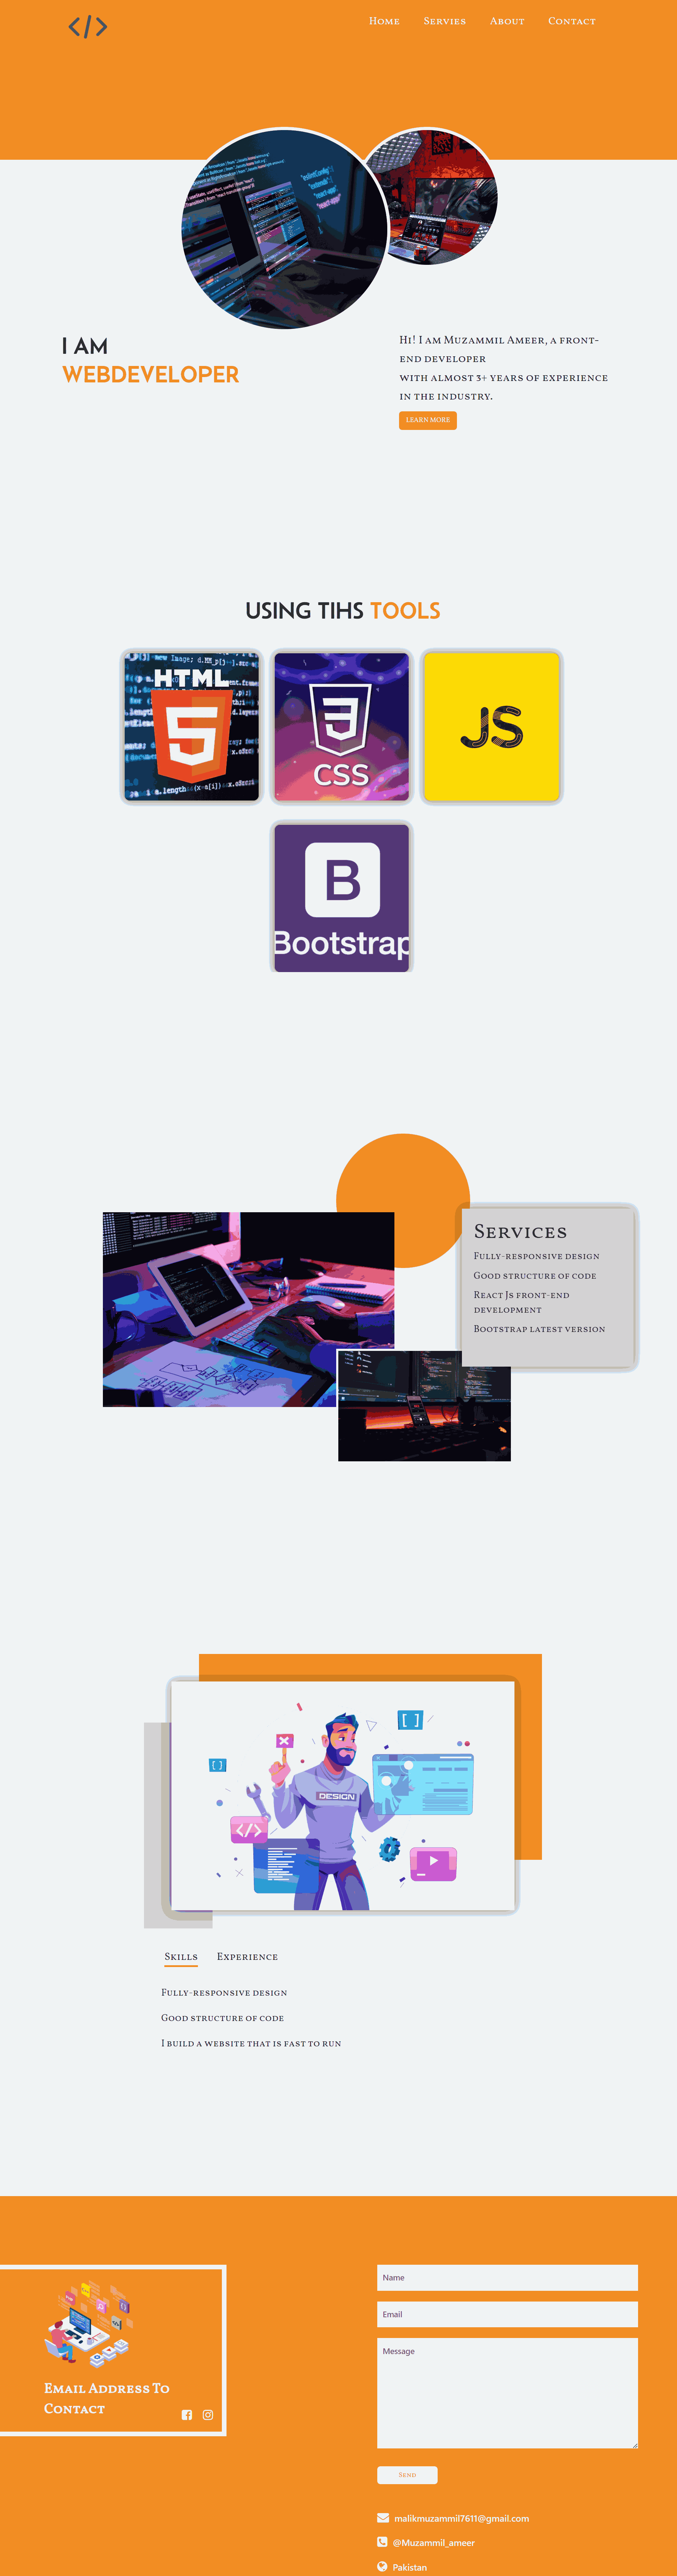 Home Servies About Contact
I AM
WEBDEVELOPER
Hi! I am Muzammil Ameer, a front-
end developer
with almost 3+ years of experience
in the industry.
LEARN MORE
USING TIHS TOOLS
HTML
5
3
CSS
JS
B
Bootstrap
Services
Fully-responsive design
Good structure of code
React Js front-end
development
Bootstrap latest version
DESIGN
Skills Experience
Fully-responsive design
Good structure of code
I build a website that is fast to run
Email Address To
Contact
Name
Email
Message
Send
malikmuzammil7611@gmail.com
@Muzammil_ameer
Pakistan